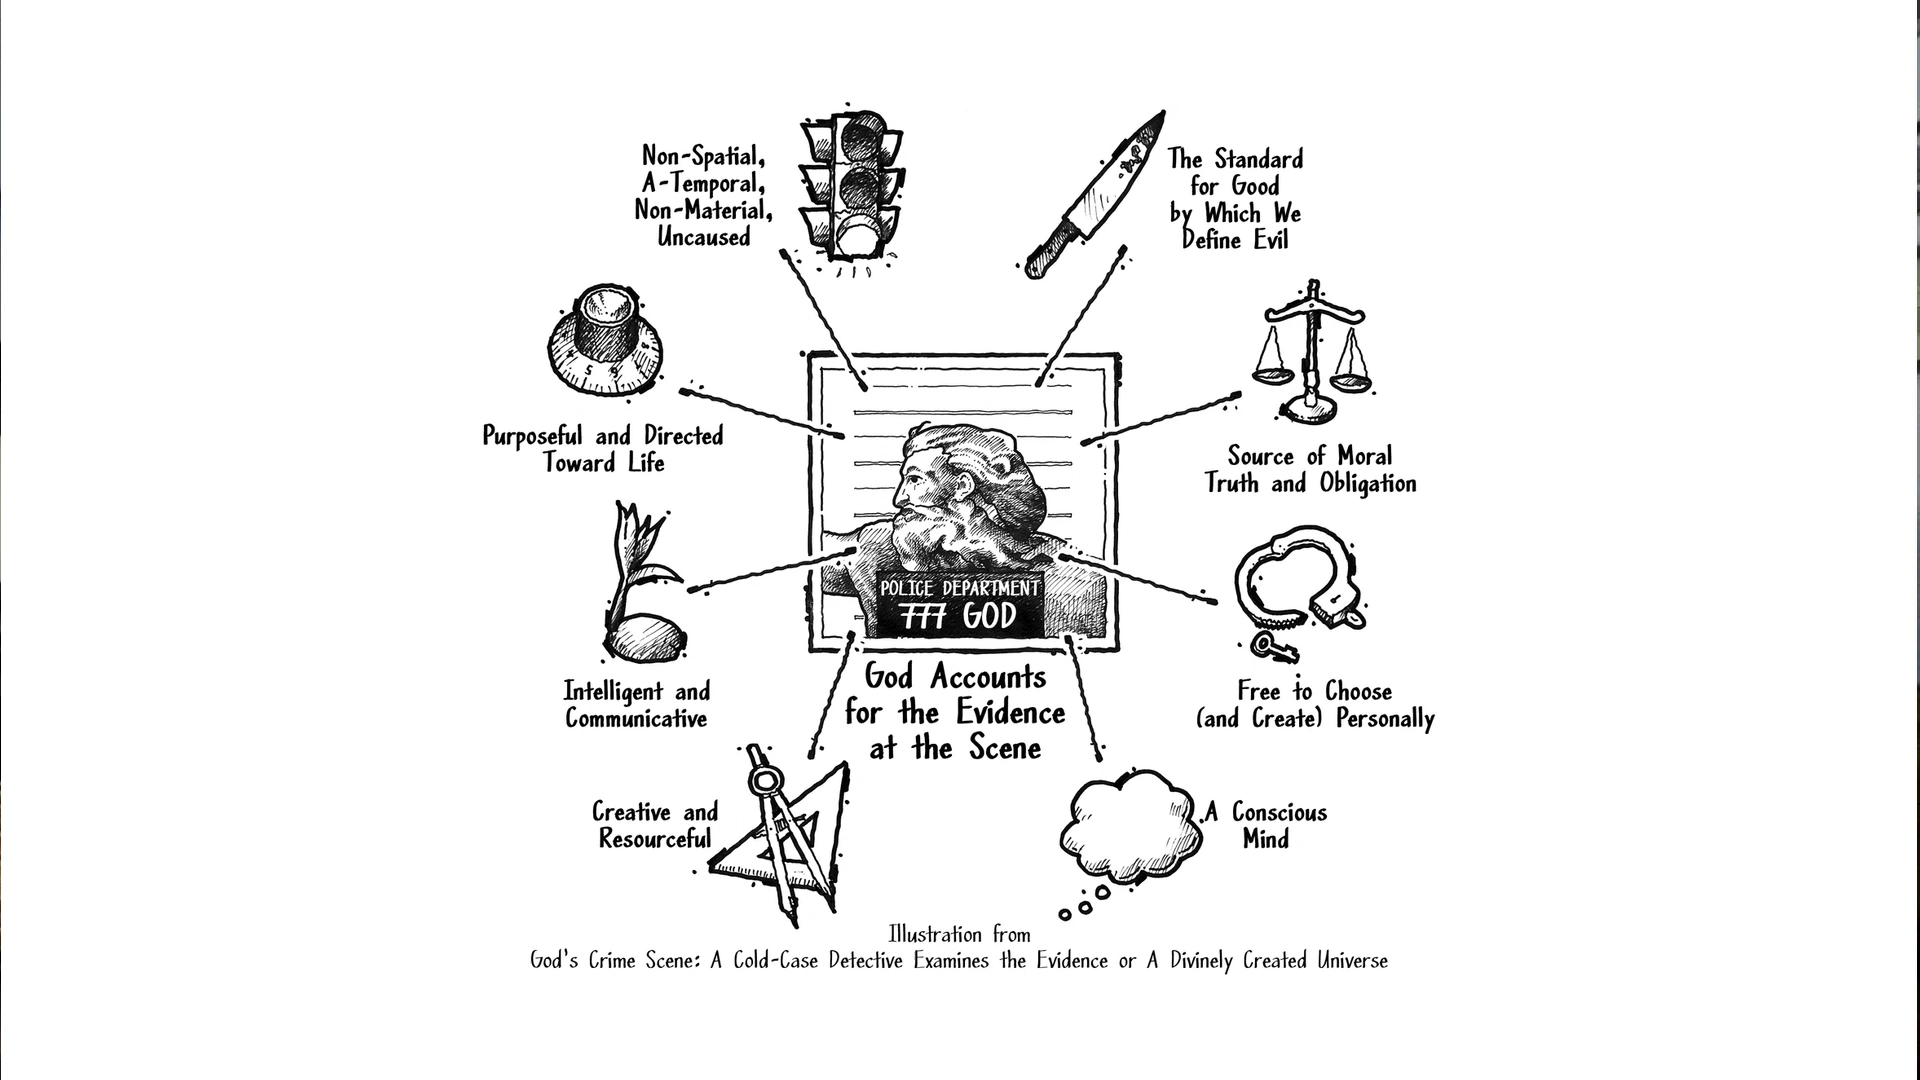 Non-Spatial,
A-Temporal,
Non-Material,
Uncaused
The Standard
for Good
by Which We
Define Evil
Purposeful and Directed
Toward Life
Source of Moral
Truth and Obligation
POLICE DEPARTMENT
777 GOD
Intelligent and
Communicative
Free to Choose
(and Create) Personally
God Accounts
for the Evidence
at the Scene
Creative and
Resourceful
A Conscious
Mind
Illustration from
God's Crime Scene: A Cold-Case Detective Examines the Evidence or A Divinely Created Universe